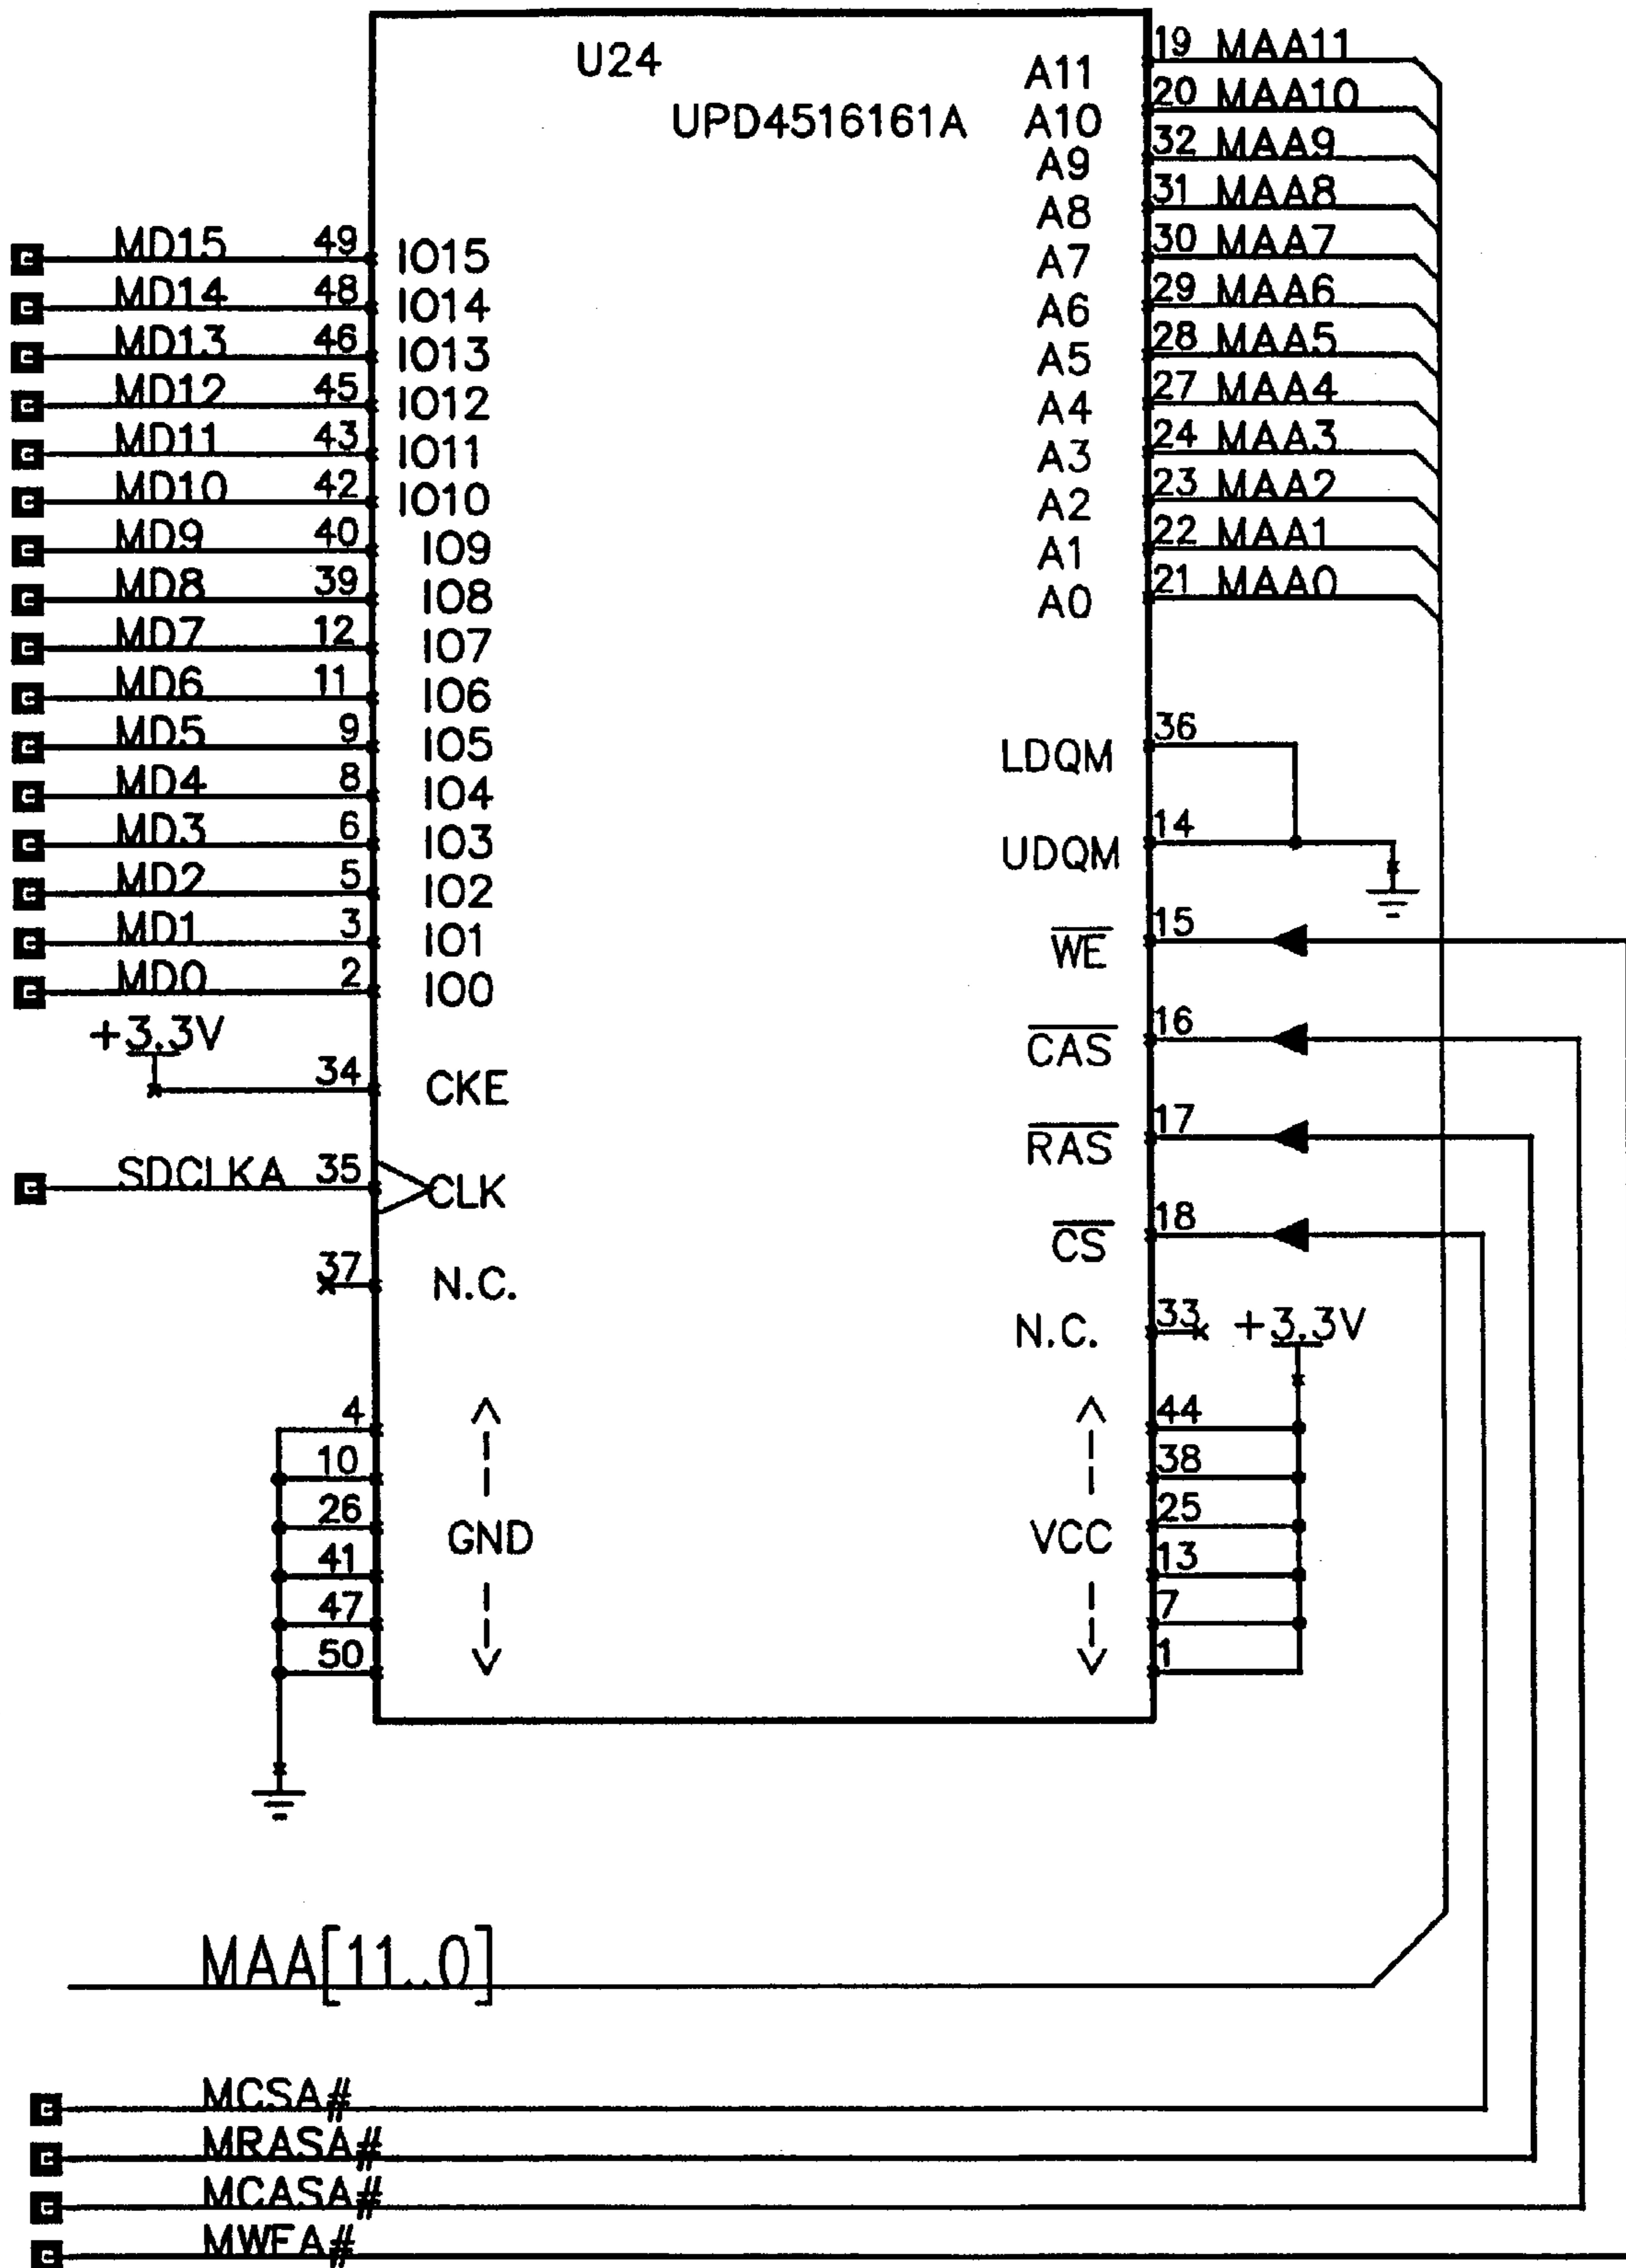 U24
UPD4516161A
A11 19 MAA11
A10 20 MAA10
A9 32 MAA9
A8 31 MAA8
A7 30 MAA7
A6 29 MAA6
A5 28 MAA5
A4 27 MAA4
A3 24 MAA3
A2 23 MAA2
A1 22 MAA1
A0 21 MAA0
MD15 49 IO15
MD14 48 IO14
MD13 46 IO13
MD12 45 IO12
MD11 43 IO11
MD10 42 IO10
MD9 40 IO9
MD8 39 IO8
MD7 12 IO7
MD6 11 IO6
MD5 9 IO5
MD4 8 IO4
MD3 6 IO3
MD2 5 IO2
MD1 3 IO1
MD0 2 IO0
+3.3V
34 CKE
SDCLKA 35 CLK
37 N.C.
LDQM 36
UDQM 14
WE 15
CAS 16
RAS 17
CS 18
N.C. 33 +3.3V
4
10
26
GND
41
47
50
44
38
25
VCC
13
7
1
MAA[11..0]
MCSA#
MRASA#
MCASA#
MWEA#